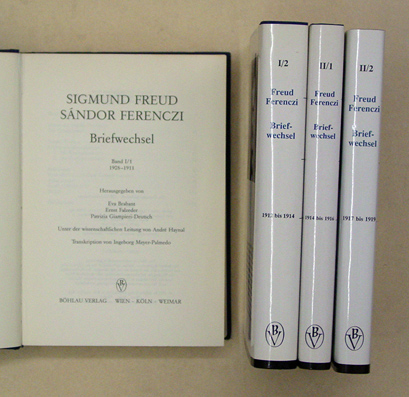 SIGMUND FREUD
SÁNDOR FERENCZI
Briefwechsel
Band I/1
1908–1911
Herausgegeben von
Eva Brabant
Ernst Falzeder
Patrizia Giampieri-Deutsch
Unter der wissenschaftlichen Leitung von André Haynal
Transkription von Ingeborg Meyer-Palmedo
BÖHLAU VERLAG WIEN – KÖLN – WEIMAR
I/2
Freud
Ferenczi
Brief-
wechsel
1912 bis 1914
BV
II/1
Freud
Ferenczi
Brief-
wechsel
1914 bis 1916
BV
II/2
Freud
Ferenczi
Brief-
wechsel
1917 bis 1919
BV